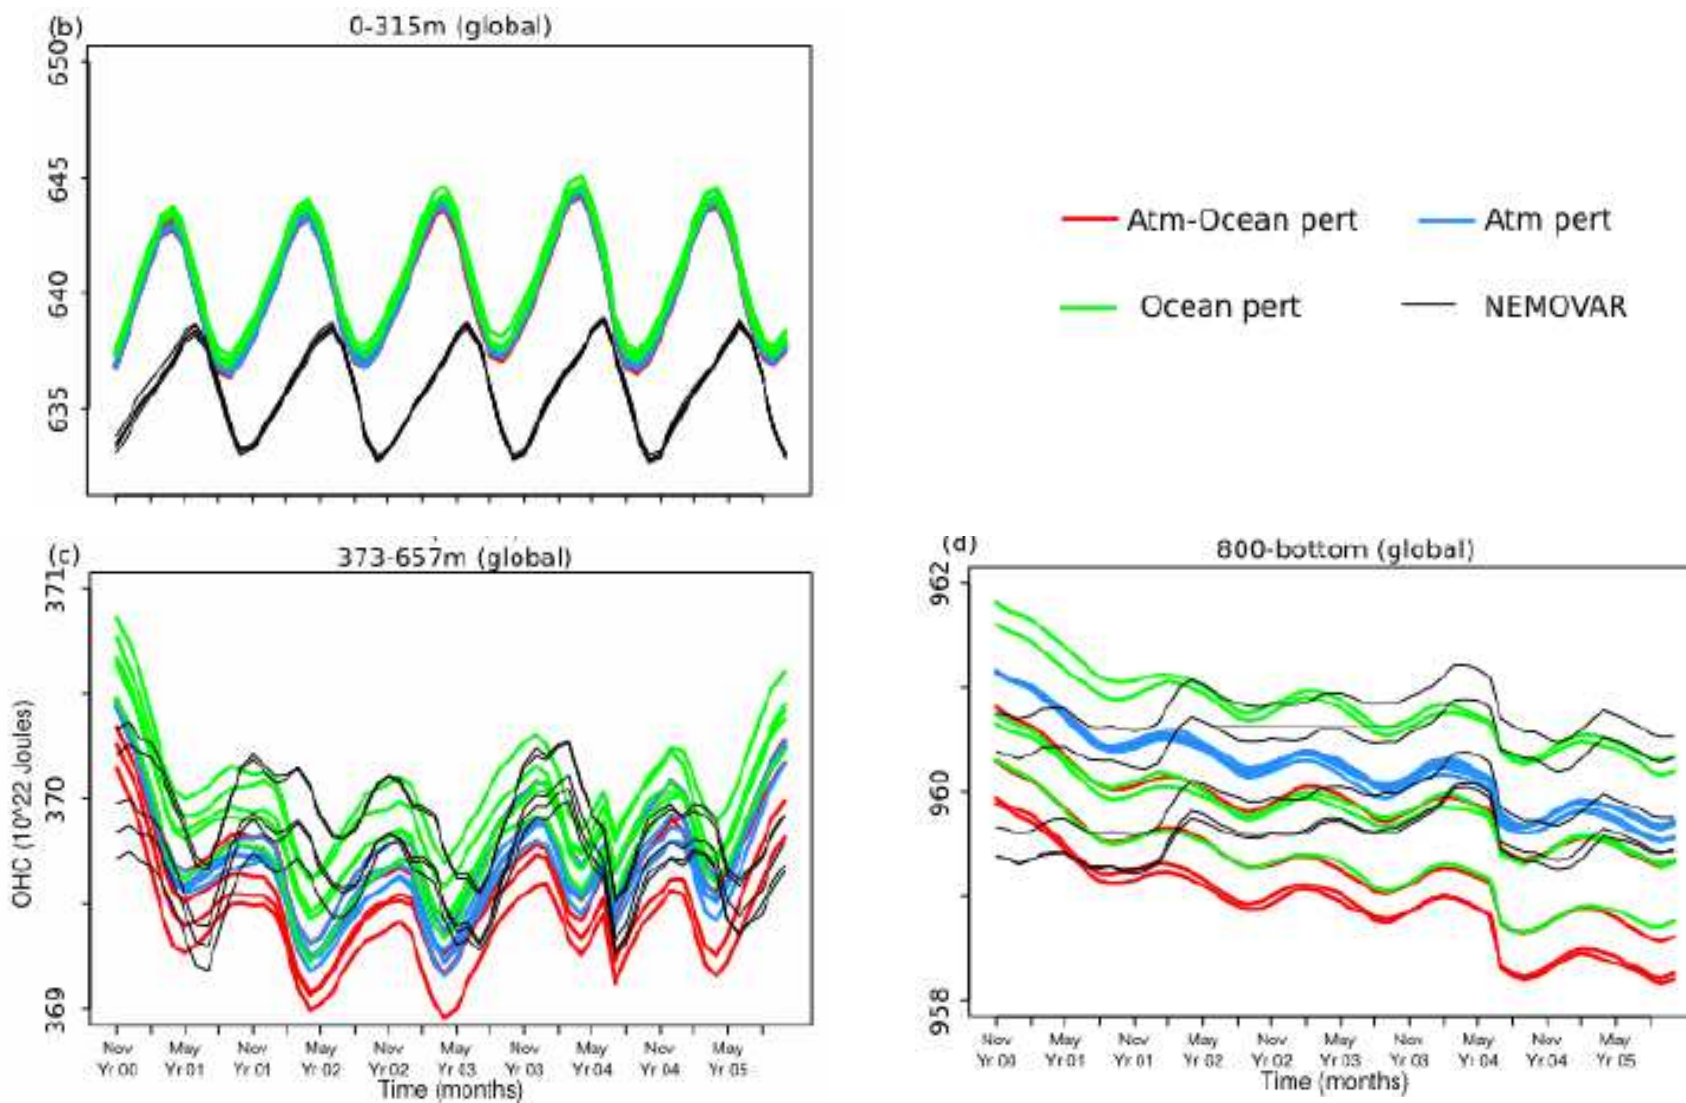 (b)
0-315m (global)
650
645
640
635
Atm-Ocean pert
Atm pert
Ocean pert
NEMOVAR
(c)
373-657m (global)
371
370
369
OHC (10^22 Joules)
Nov May Nov May Nov May Nov May Nov May
Yr 00 Yr 01 Yr 01 Yr 02 Yr 02 Yr 03 Yr 03 Yr 04 Yr 04 Yr 05
Time (months)
(d)
800-bottom (global)
962
960
958
Nov May Nov May Nov May Nov May Nov May
Yr 00 Yr 01 Yr 01 Yr 02 Yr 02 Yr 03 Yr 03 Yr 04 Yr 04 Yr 05
Time (months)